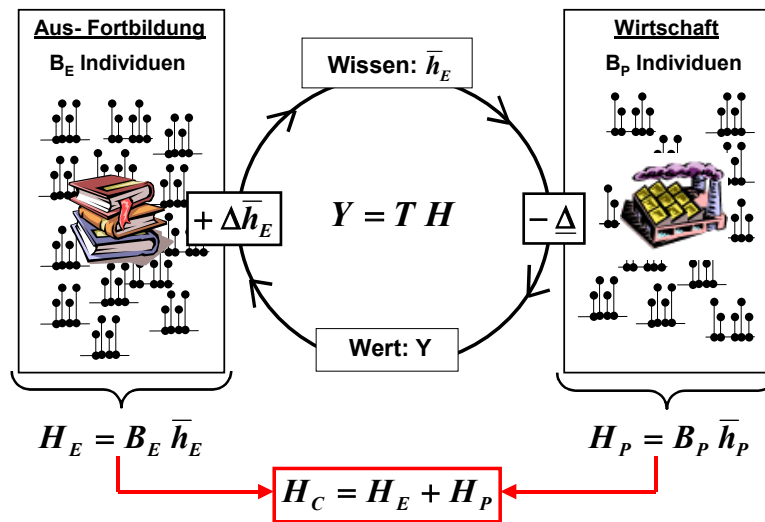 Aus- Fortbildung
B_E Individuen
Wissen: h̅_E
Wirtschaft
B_P Individuen
+ Δh̅_E
Y = T H
- Δ̲
Wert: Y
H_E = B_E h̅_E
H_P = B_P h̅_P
H_C = H_E + H_P